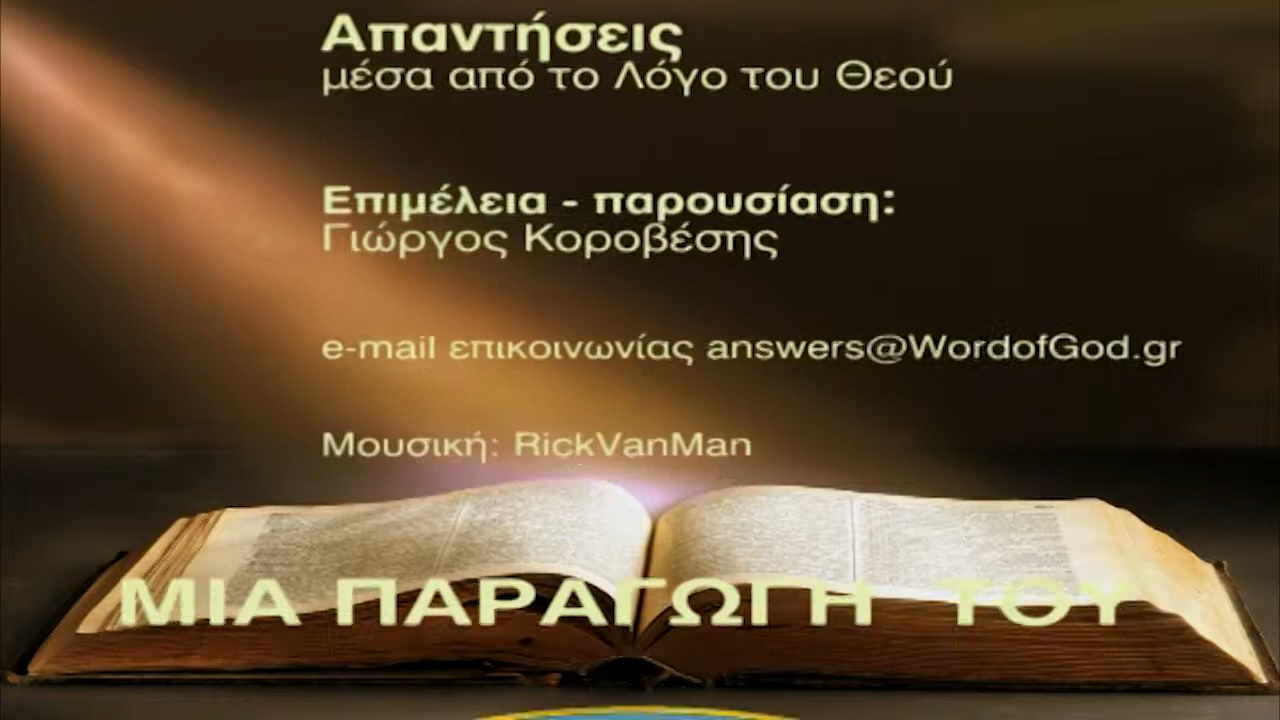 Απαντήσεις
μέσα από το Λόγο του Θεού
Επιμέλεια - παρουσίαση:
Γιώργος Κοροβέσης
e-mail επικοινωνίας answers@WordofGod.gr
Μουσική: RickVanMan
ΜΙΑ ΠΑΡΑΓΩΓΗ ΤΟΥ